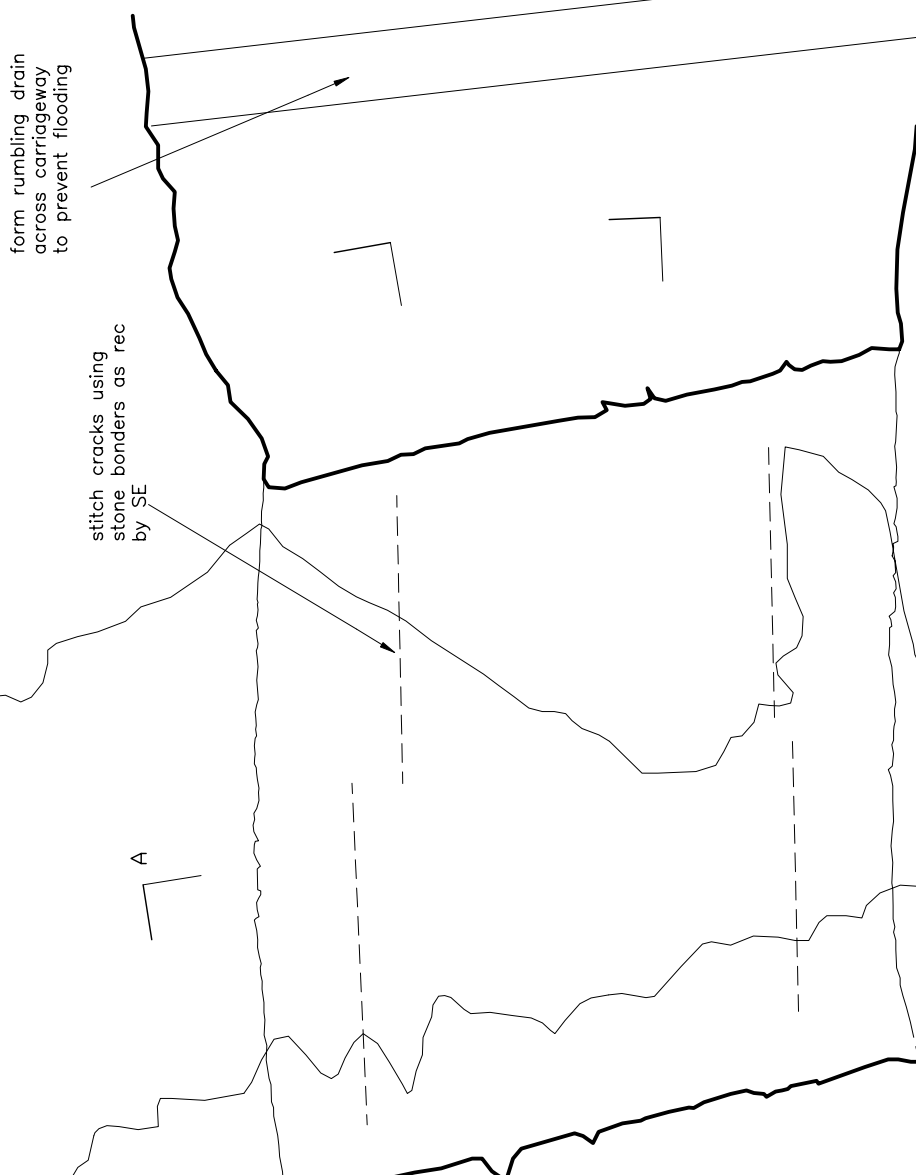 form rumbling drain
across carriageway
to prevent flooding
stitch cracks using
stone bonders as rec
by SE
A